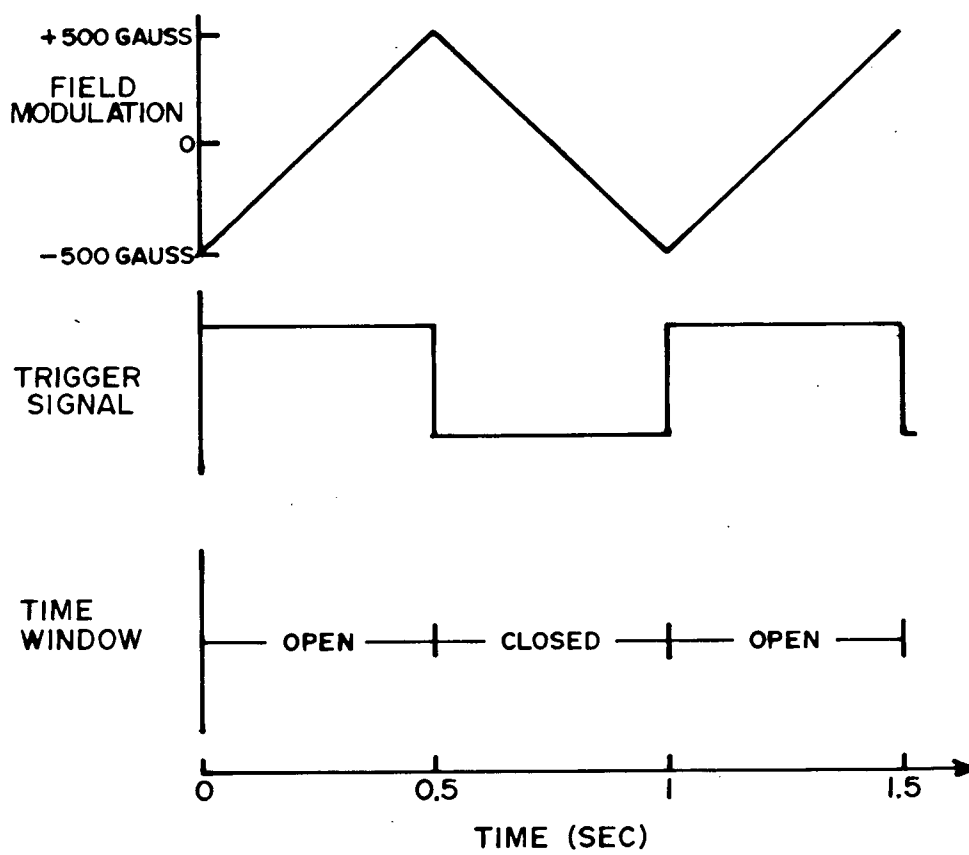 +500 GAUSS
FIELD
MODULATION
0
−500 GAUSS
TRIGGER
SIGNAL
TIME
WINDOW
OPEN
CLOSED
OPEN
0
0.5
1
1.5
TIME (SEC)